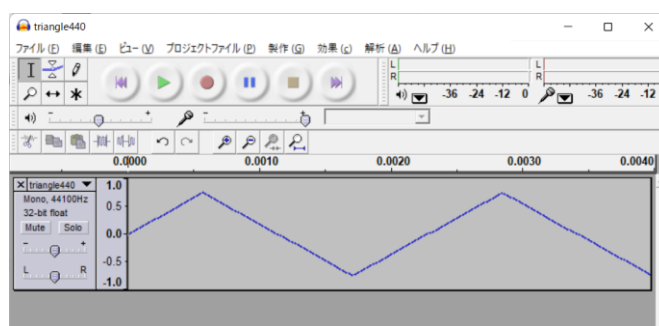 triangle440
ファイル(F) 編集(E) ビュー(V) プロジェクトファイル(P) 製作(G) 効果(c) 解析(A) ヘルプ(H)
L
R
-36 -24 -12 0
L
R
-36 -24 -12
0.0000 0.0010 0.0020 0.0030 0.0040
triangle440
Mono, 44100Hz
32-bit float
Mute Solo
- +
L R
1.0
0.5
0.0
-0.5
-1.0